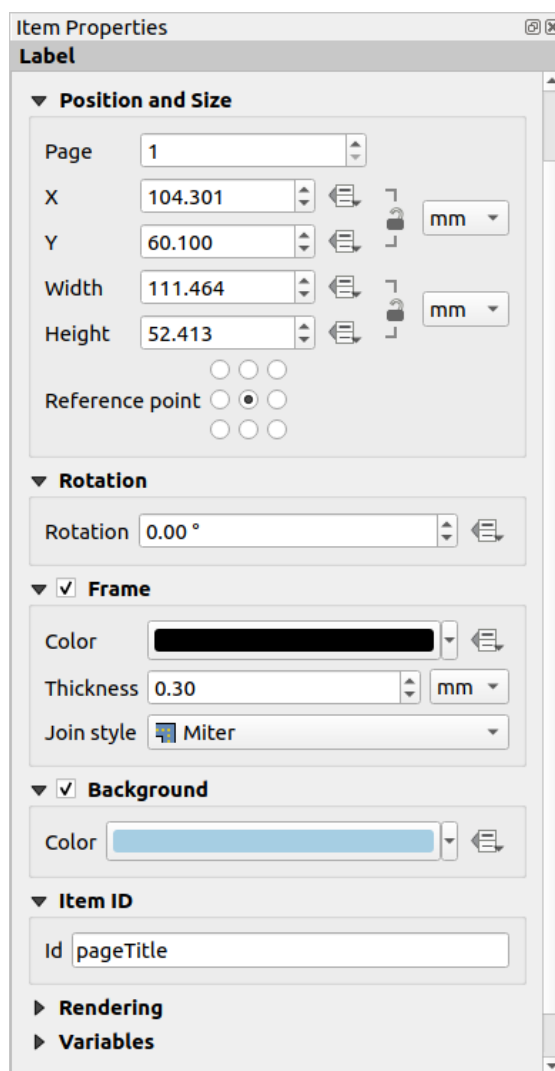 Item Properties
Label
Position and Size
Page 1
X 104.301
mm
Y 60.100
Width 111.464
mm
Height 52.413
Reference point
Rotation
Rotation 0.00 °
Frame
Color
Thickness 0.30 mm
Join style Miter
Background
Color
Item ID
Id pageTitle
Rendering
Variables